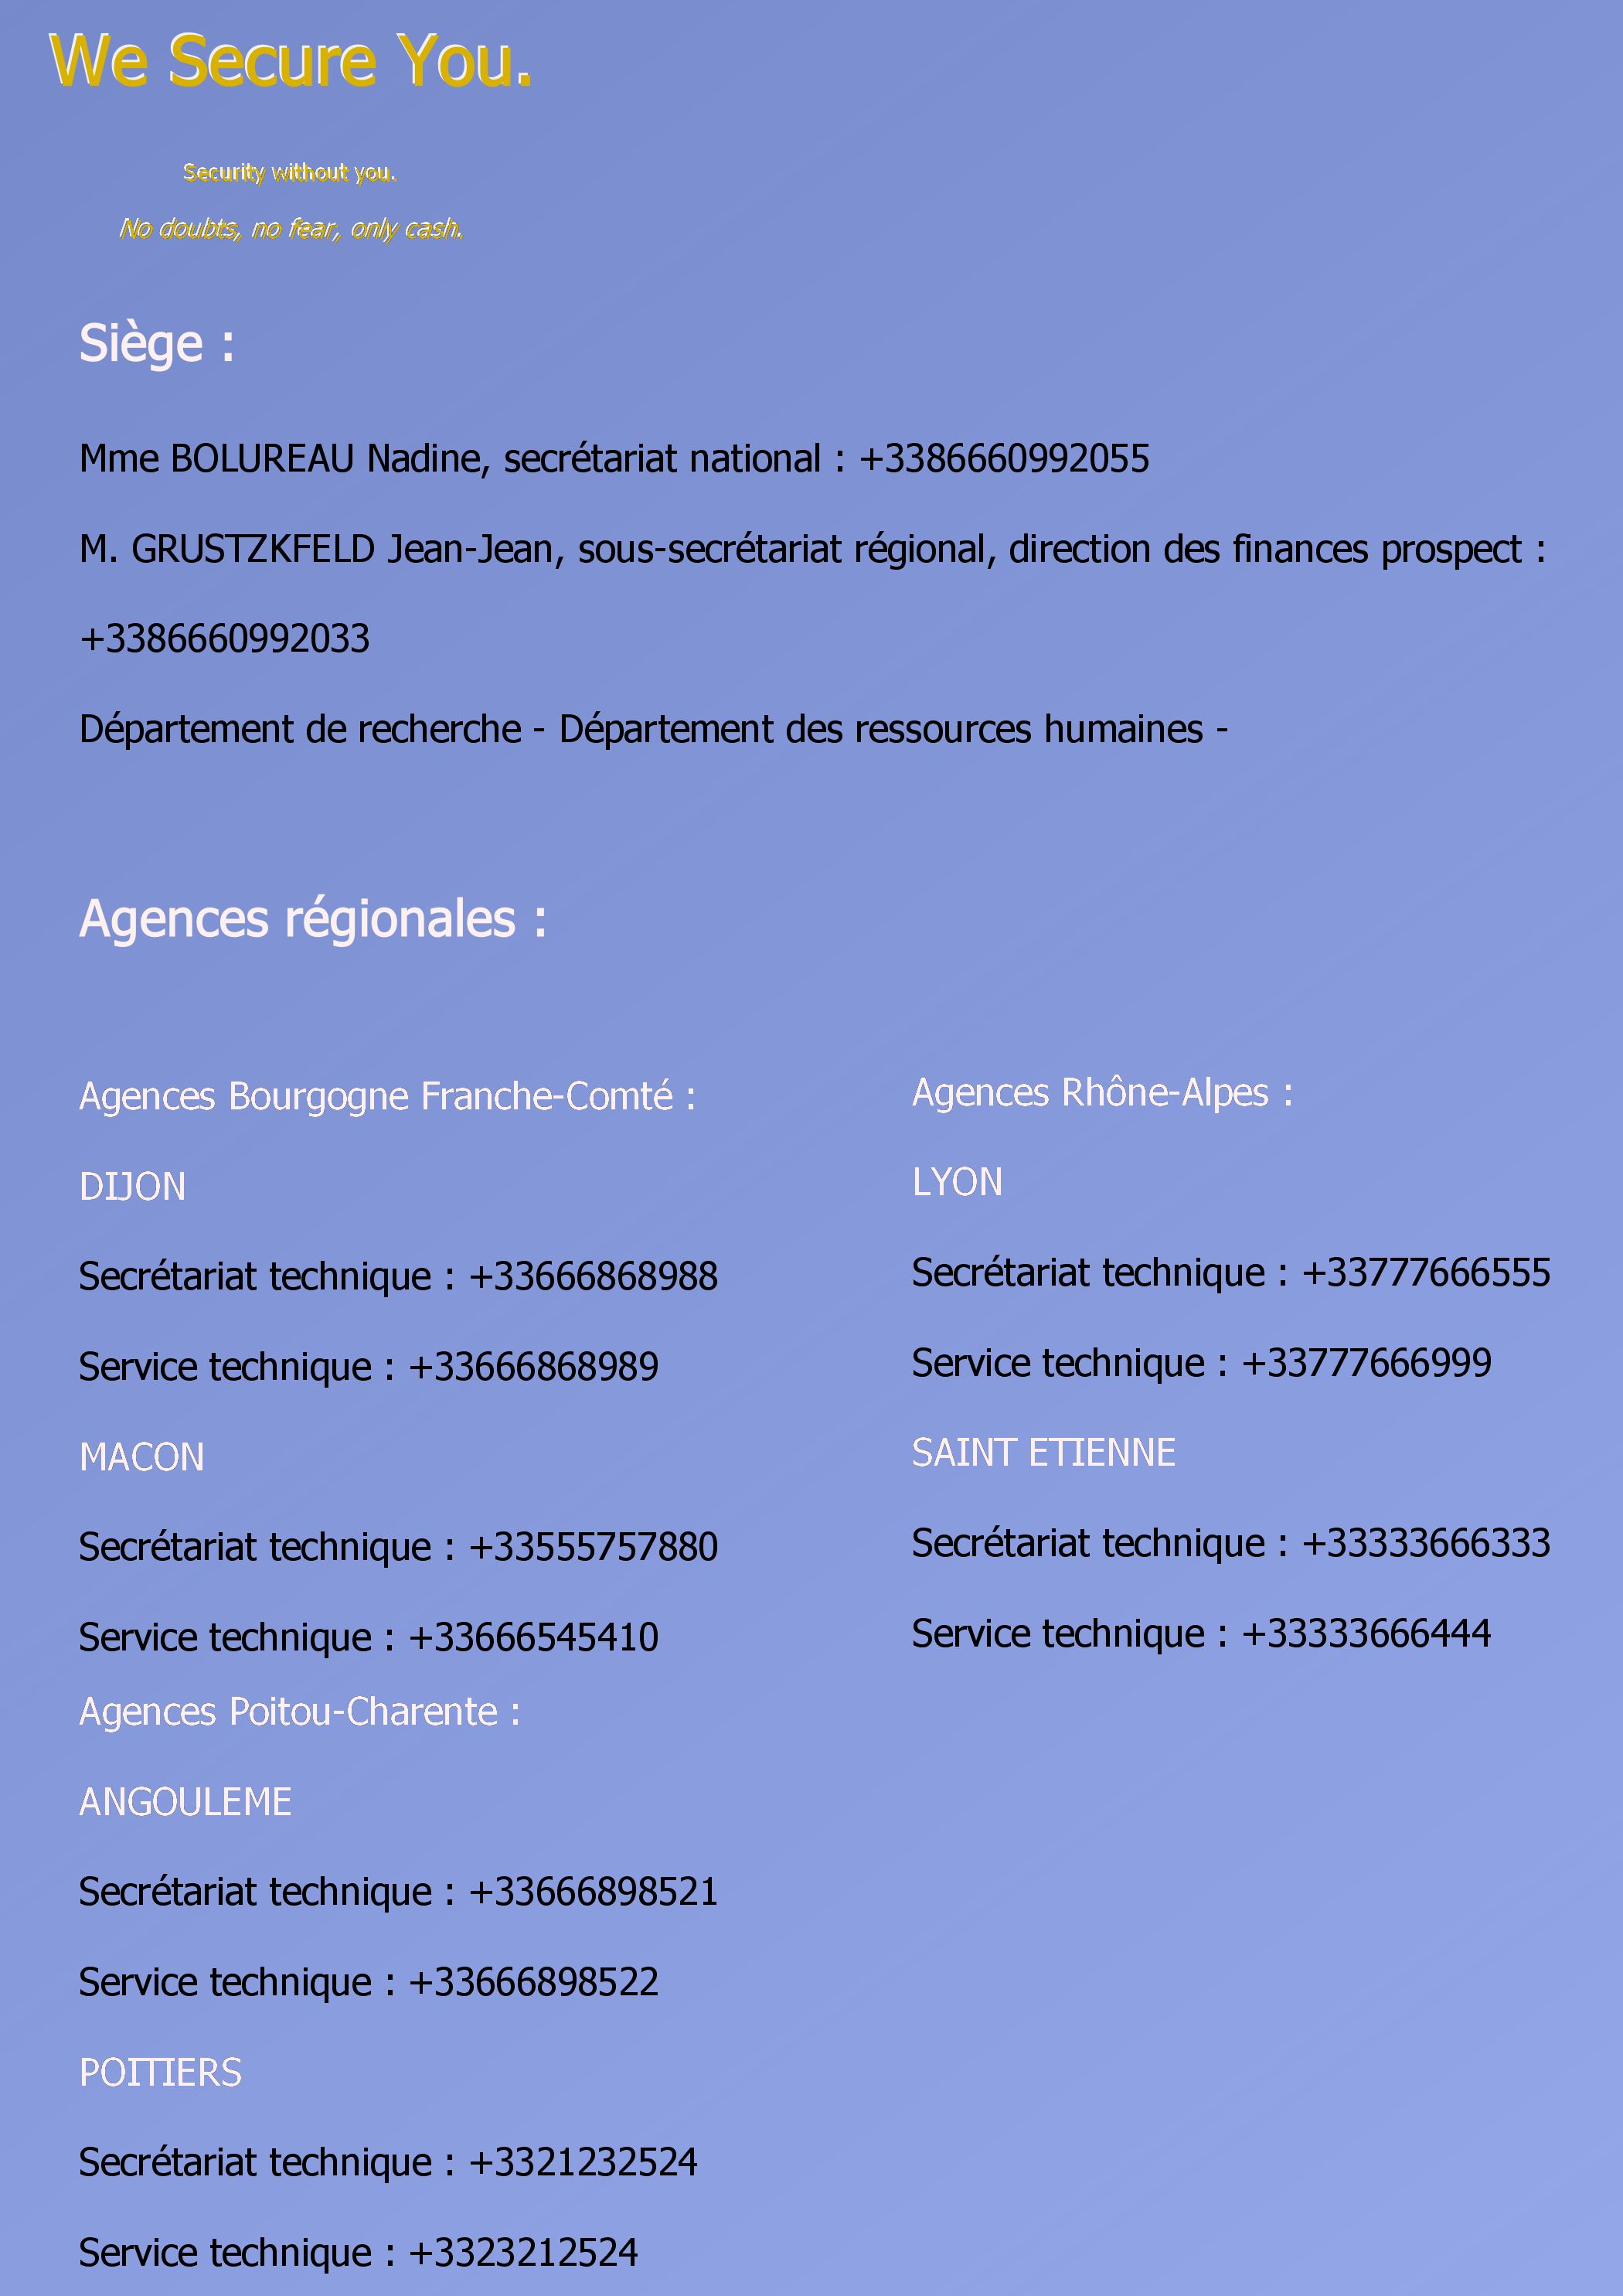 We Secure You.
Security without you.
No doubts, no fear, only cash.
Siège :
Mme BOLUREAU Nadine, secrétariat national : +3386660992055
M. GRUSTZKFELD Jean-Jean, sous-secrétariat régional, direction des finances prospect :
+3386660992033
Département de recherche - Département des ressources humaines -
Agences régionales :
Agences Bourgogne Franche-Comté :
DIJON
Secrétariat technique : +33666868988
Service technique : +33666868989
MACON
Secrétariat technique : +33555757880
Service technique : +33666545410
Agences Poitou-Charente :
ANGOULEME
Secrétariat technique : +33666898521
Service technique : +33666898522
POITIERS
Secrétariat technique : +3321232524
Service technique : +3323212524
Agences Rhône-Alpes :
LYON
Secrétariat technique : +33777666555
Service technique : +33777666999
SAINT ETIENNE
Secrétariat technique : +33333666333
Service technique : +33333666444